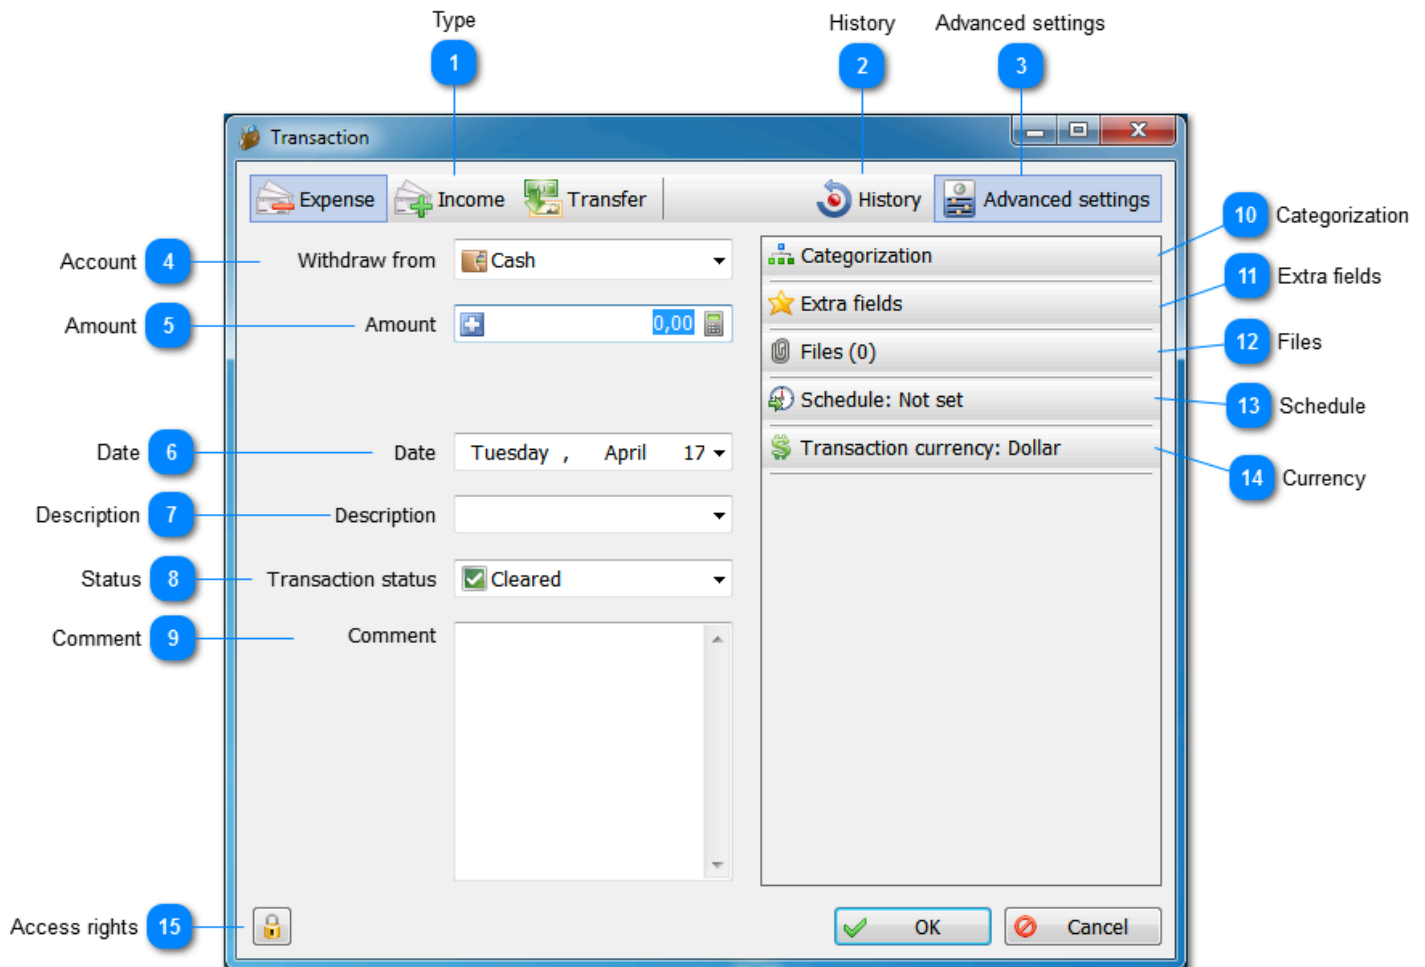 Type
History
Advanced settings
1
2
3
Transaction
Expense Income Transfer History Advanced settings
10 Categorization
Account 4 Withdraw from Cash Categorization
11 Extra fields
Extra fields
Amount 5 Amount 0,00
12 Files
Files (0)
13 Schedule
Schedule: Not set
Date 6 Date Tuesday , April 17
Transaction currency: Dollar
14 Currency
Description 7 Description
Status 8 Transaction status Cleared
Comment 9 Comment
Access rights 15
OK Cancel